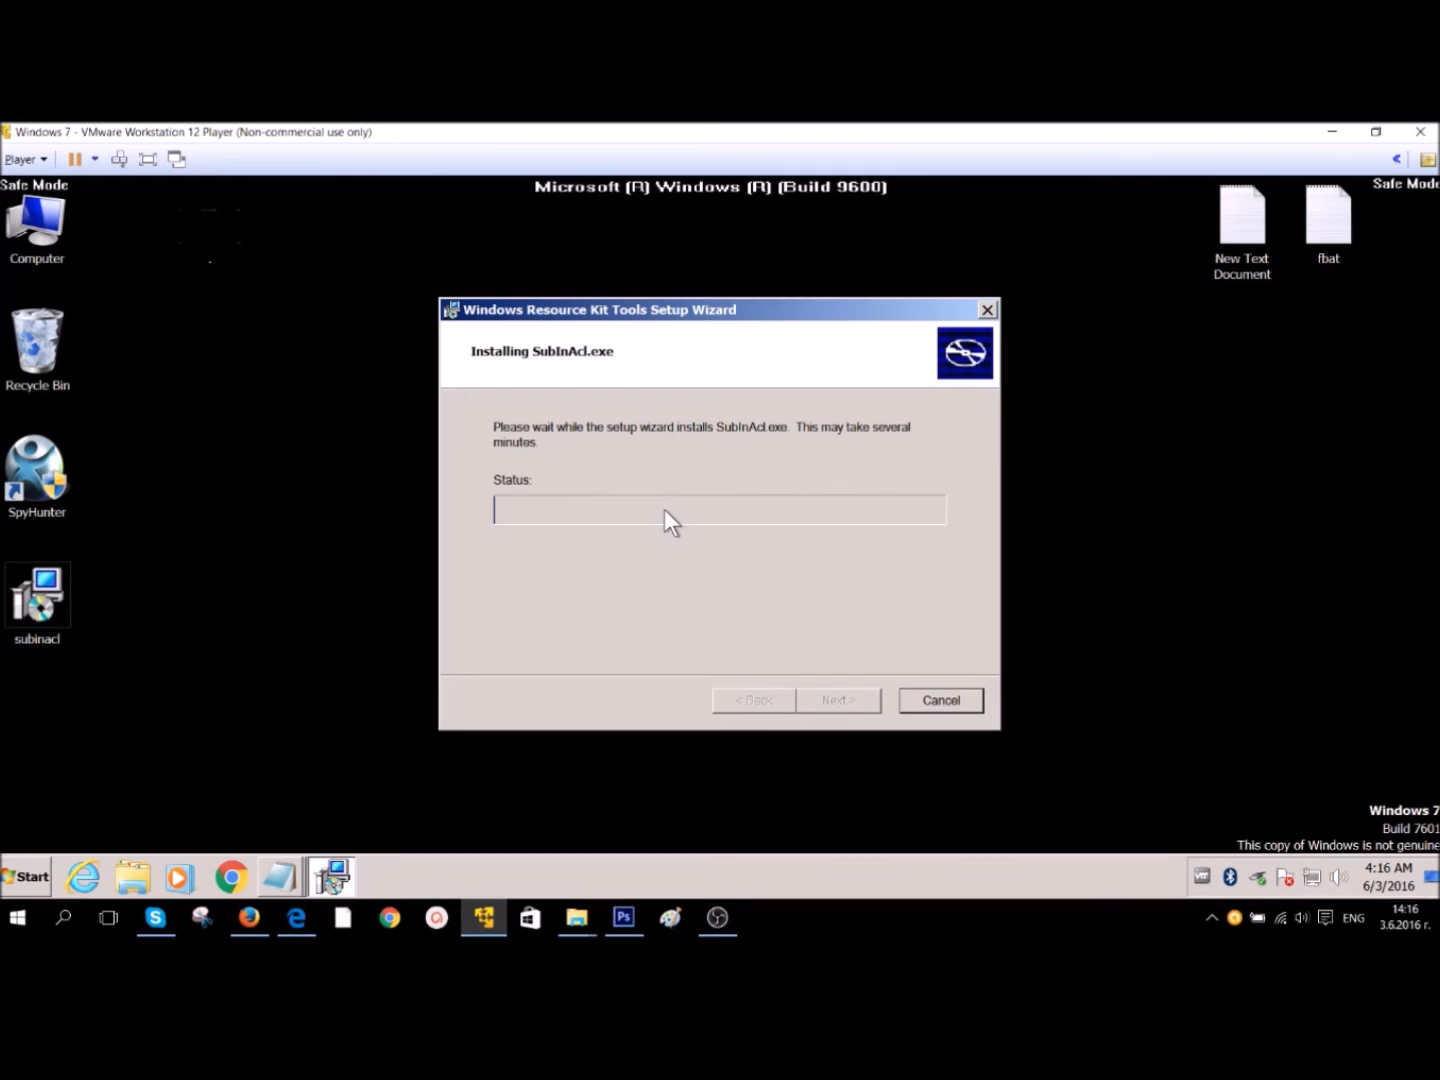 Windows 7 - VMware Workstation 12 Player (Non-commercial use only)
Player
Safe Mode
Microsoft (R) Windows (R) (Build 9600)
Safe Mode
Computer
New Text
Document
fbat
Windows Resource Kit Tools Setup Wizard
Installing SubInAcl.exe
Recycle Bin
Please wait while the setup wizard installs SubInAcl.exe. This may take several
minutes.
Status:
SpyHunter
subinacl
< Back
Next >
Cancel
Windows 7
Build 7601
This copy of Windows is not genuine
Start
4:16 AM
6/3/2016
Ps
ENG
14:16
3.6.2016 г.